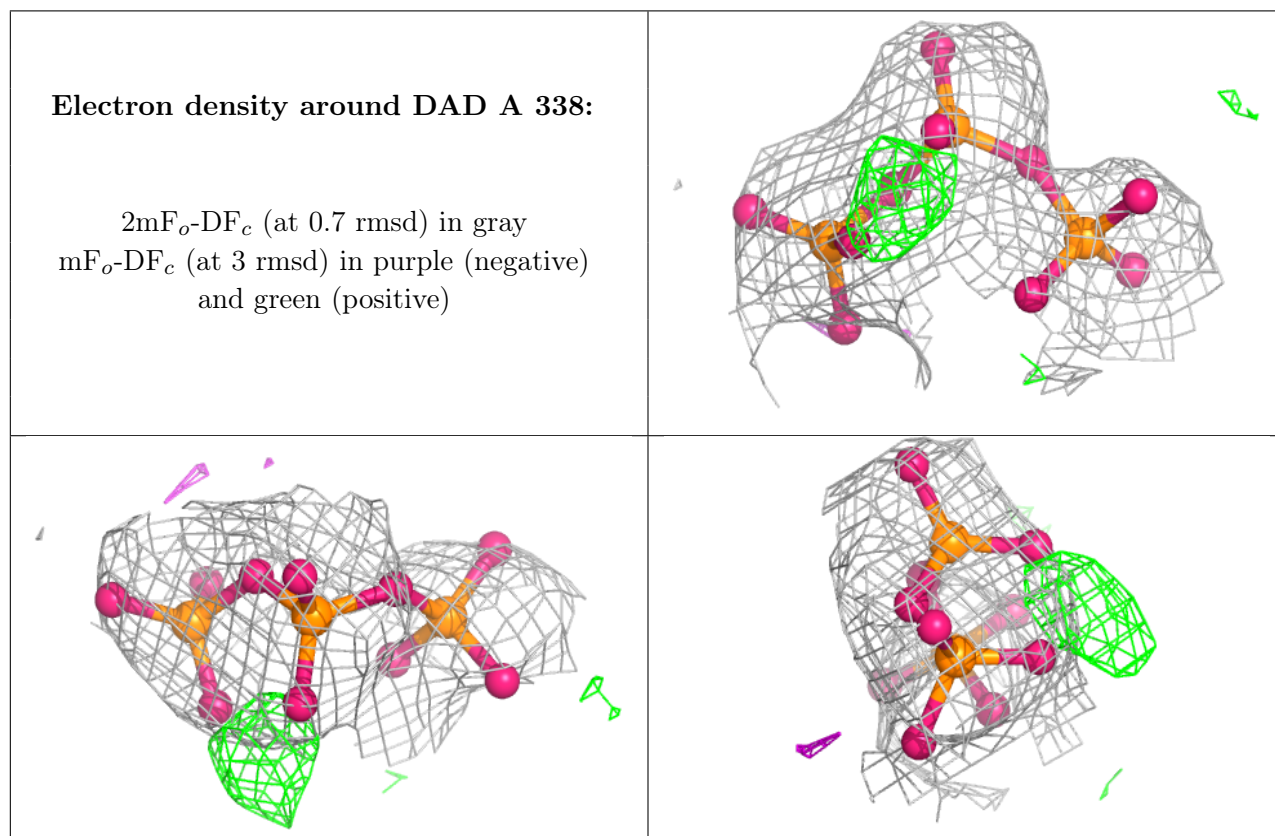 Electron density around DAD A 338:
2mFo-DFc (at 0.7 rmsd) in gray
mFo-DFc (at 3 rmsd) in purple (negative)
and green (positive)